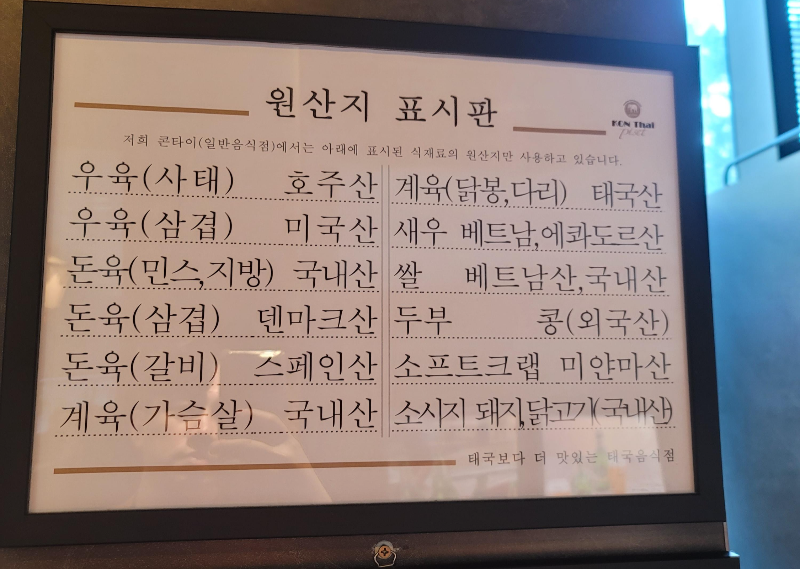 원산지 표시판
KON Thai
저희 콘타이(일반음식점)에서는 아래에 표시된 식재료의 원산지만 사용하고 있습니다.
우육(사태) 호주산
우육(삼겹) 미국산
돈육(민스,지방) 국내산
돈육(삼겹) 덴마크산
돈육(갈비) 스페인산
계육(가슴살) 국내산
계육(닭봉,다리) 태국산
새우 베트남,에콰도르산
쌀 베트남산,국내산
두부 콩(외국산)
소프트크랩 미얀마산
소시지 돼지,닭고기(국내산)
태국보다 더 맛있는 태국음식점